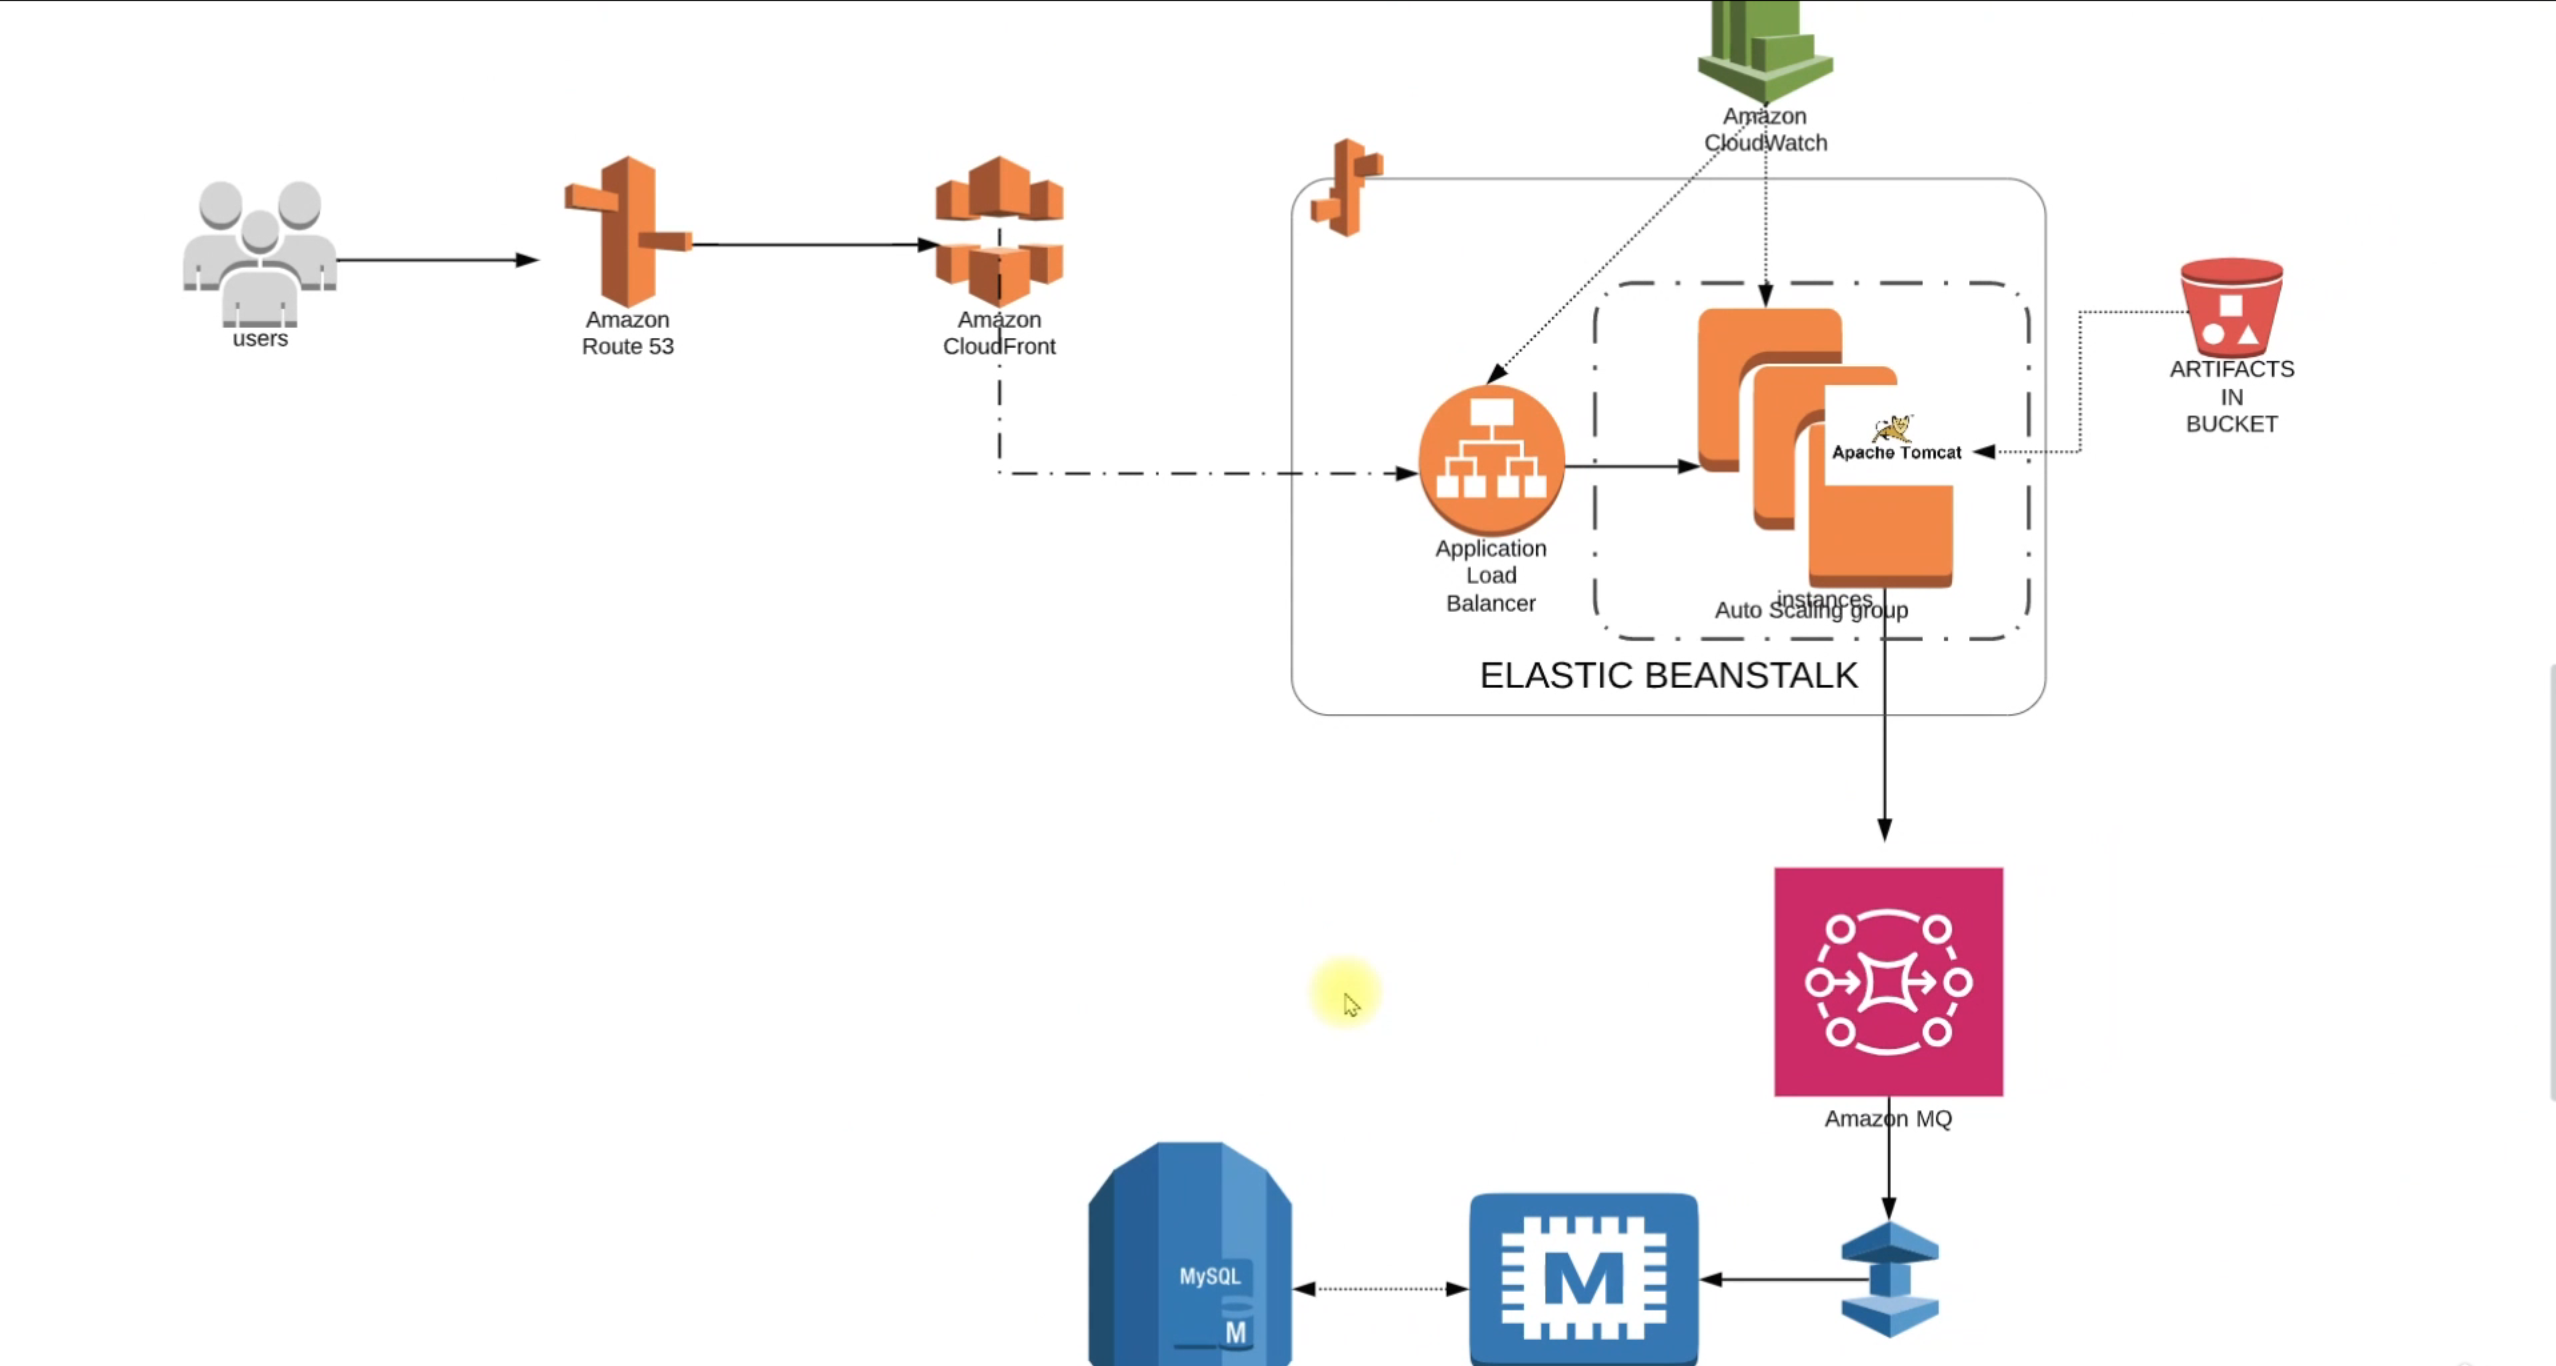 Amazon
CloudWatch
users
Amazon
Route 53
Amazon
CloudFront
ARTIFACTS
IN
BUCKET
Apache Tomcat
Application
Load
Balancer
instances
Auto Scaling group
ELASTIC BEANSTALK
Amazon MQ
MySQL
M
M